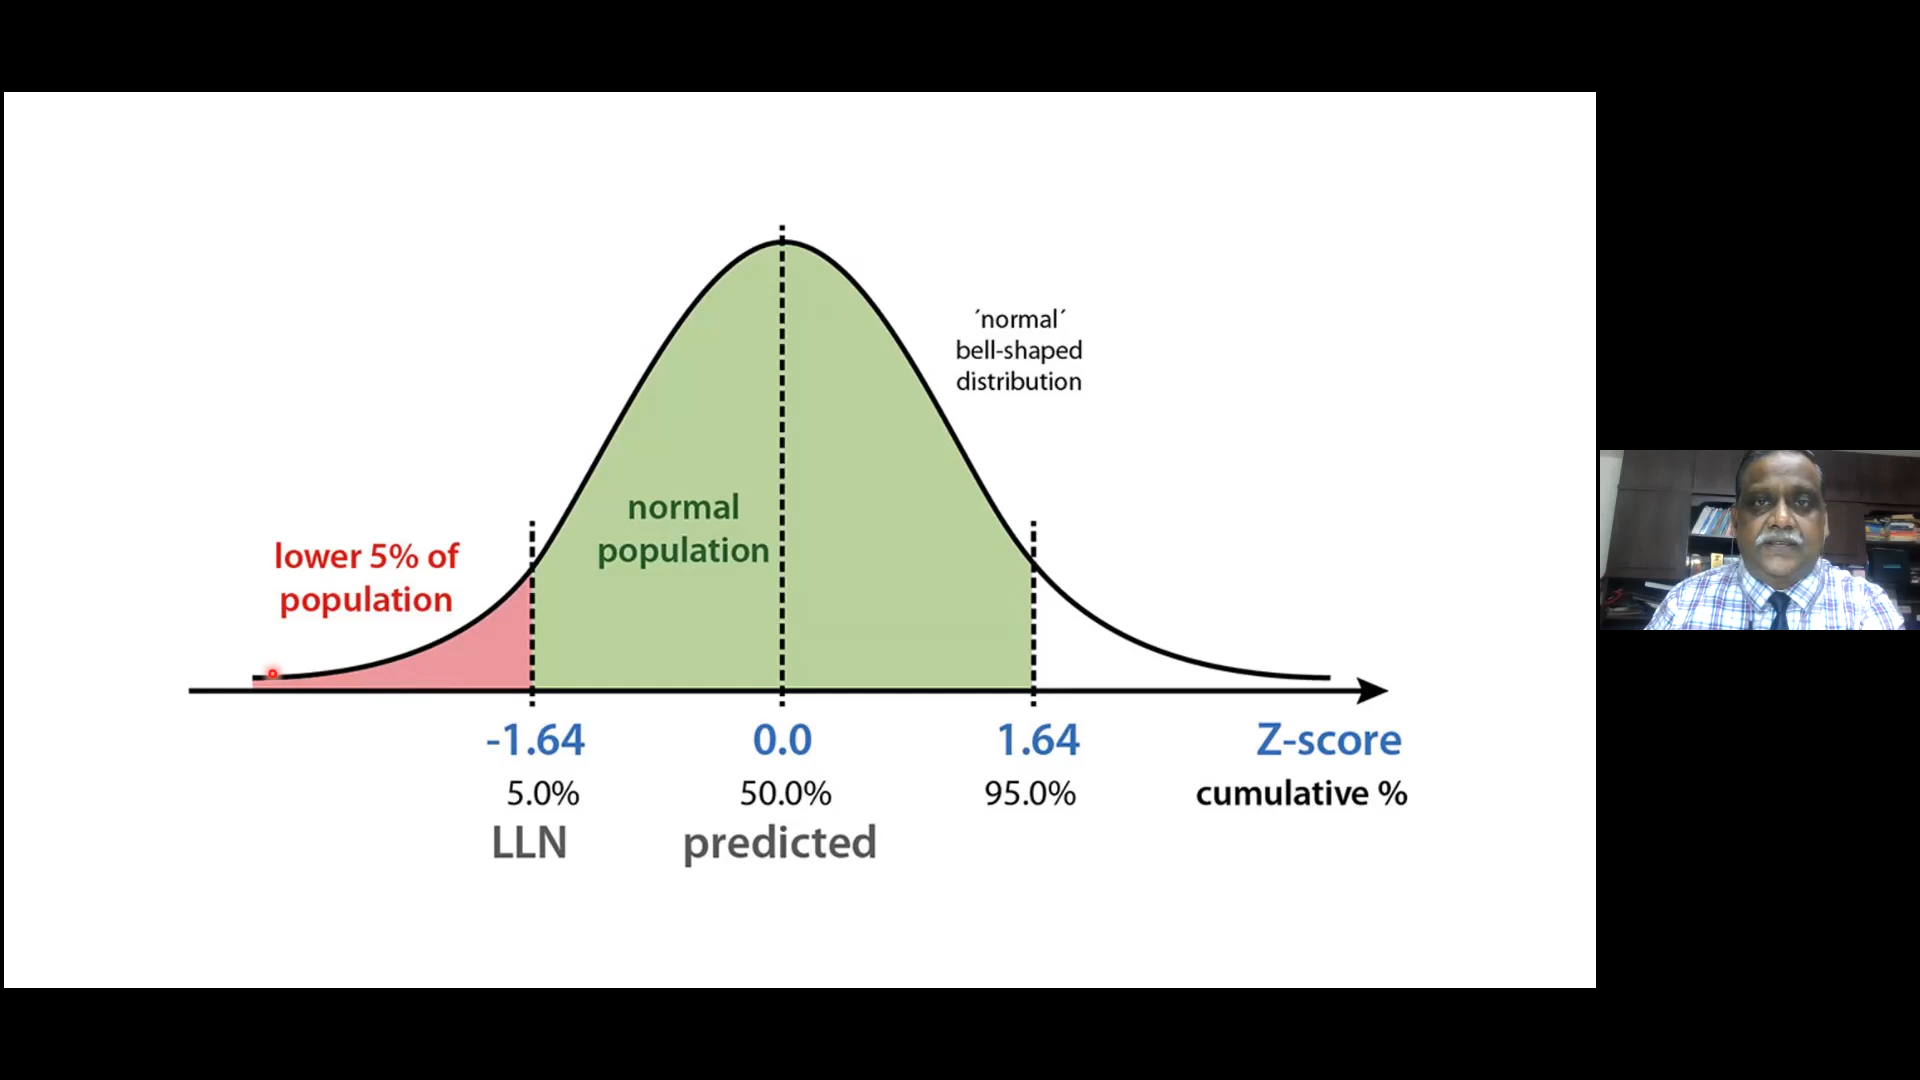 ´normal´
bell-shaped
distribution
normal
population
lower 5% of
population
-1.64 0.0 1.64 Z-score
5.0% 50.0% 95.0% cumulative %
LLN predicted